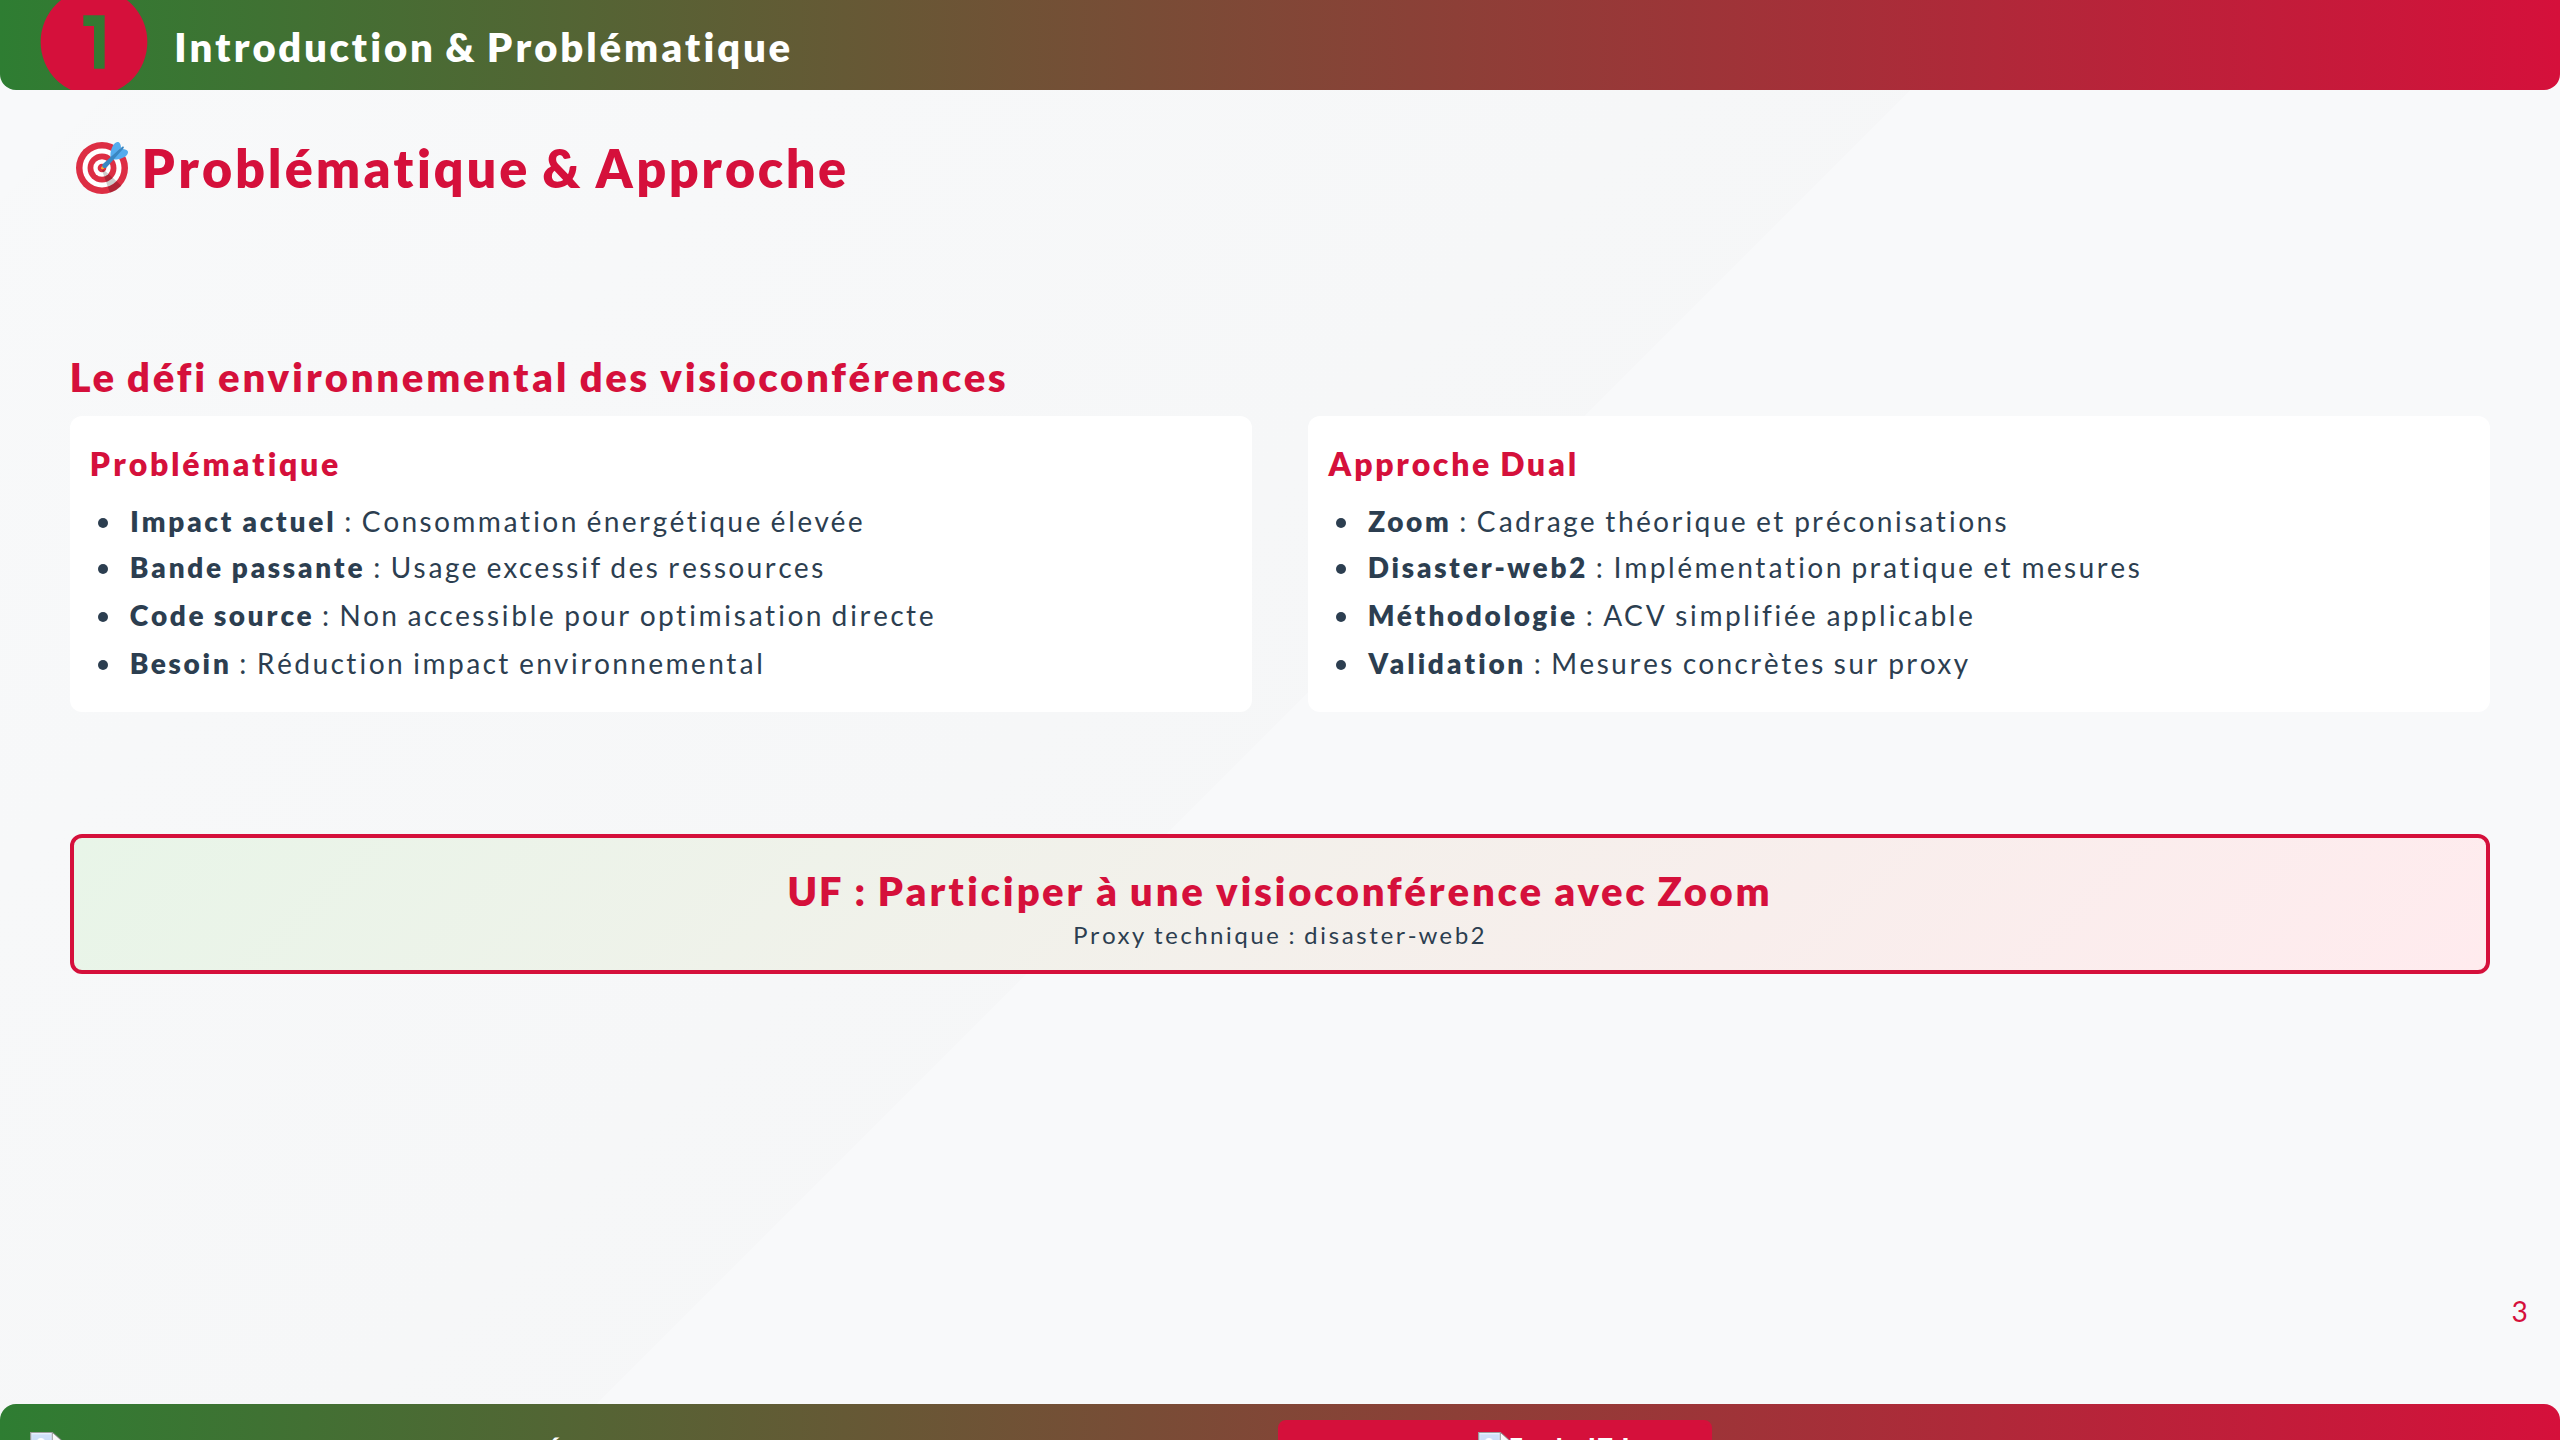 1
Introduction & Problématique
🎯 Problématique & Approche
Le défi environnemental des visioconférences
Problématique
• Impact actuel : Consommation énergétique élevée
• Bande passante : Usage excessif des ressources
• Code source : Non accessible pour optimisation directe
• Besoin : Réduction impact environnemental
Approche Dual
• Zoom : Cadrage théorique et préconisations
• Disaster-web2 : Implémentation pratique et mesures
• Méthodologie : ACV simplifiée applicable
• Validation : Mesures concrètes sur proxy
UF : Participer à une visioconférence avec Zoom
Proxy technique : disaster-web2
3